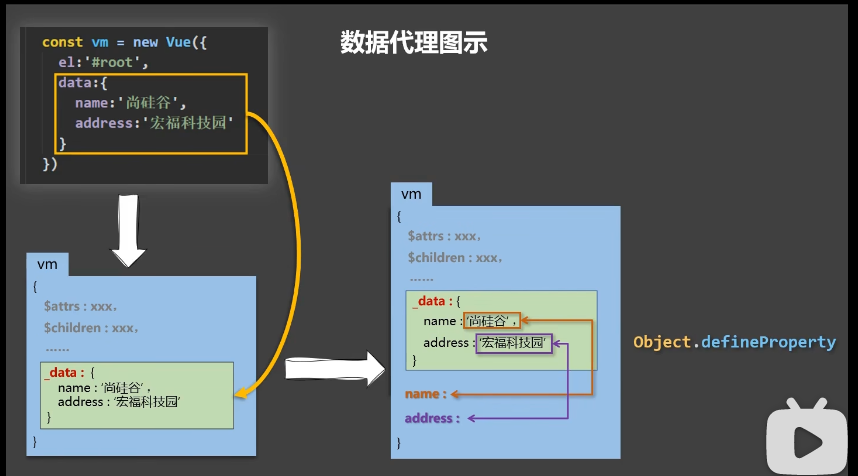 数据代理图示
const vm = new Vue({
el:'#root',
data:{
name:'尚硅谷',
address:'宏福科技园'
}
})
vm
{
$attrs : xxx，
$children : xxx，
......
_data : {
name : '尚硅谷' ，
address : '宏福科技园'
}
}
vm
{
$attrs : xxx，
$children : xxx，
......
_data : {
name : '尚硅谷' ，
address : '宏福科技园'
}
name :
address :
}
Object.defineProperty